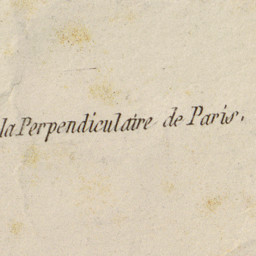 la Perpendiculaire de Paris.